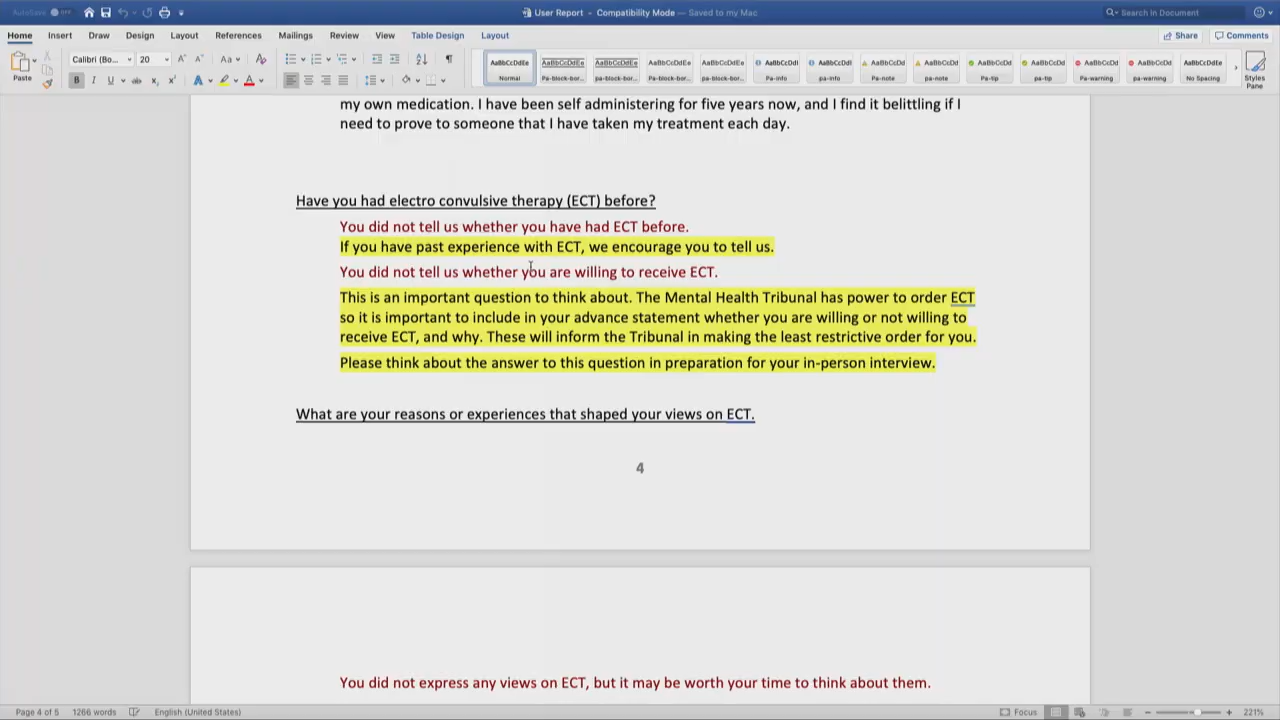 AutoSave OFF
User Report - Compatibility Mode — Saved to my Mac
Search in Document
Home Insert Draw Design Layout References Mailings Review View Table Design Layout
Share Comments
Paste
Calibri (Bo... 20
AaBbCcDdEe AaBbCcDdEe AaBbCcDdEe AaBbCcDdEe AaBbCcDdEe AaBbCcDdI AaBbCcDdI AaBbCcDd AaBbCcDd AaBbCcDd AaBbCcDd AaBbCcDd AaBbCcDd AaBbCcDdEe
Normal Pa-block-bor... pa-block-bor... Pa-block-bor... pa-block-bor... Pa-info pa-info Pa-note pa-note Pa-tip pa-tip Pa-warning pa-warning No Spacing
Styles
Pane
my own medication. I have been self administering for five years now, and I find it belittling if I
need to prove to someone that I have taken my treatment each day.
Have you had electro convulsive therapy (ECT) before?
You did not tell us whether you have had ECT before.
If you have past experience with ECT, we encourage you to tell us.
You did not tell us whether you are willing to receive ECT.
This is an important question to think about. The Mental Health Tribunal has power to order ECT
so it is important to include in your advance statement whether you are willing or not willing to
receive ECT, and why. These will inform the Tribunal in making the least restrictive order for you.
Please think about the answer to this question in preparation for your in-person interview.
What are your reasons or experiences that shaped your views on ECT.
4
You did not express any views on ECT, but it may be worth your time to think about them.
Page 4 of 5 1266 words English (United States)
Focus 221%